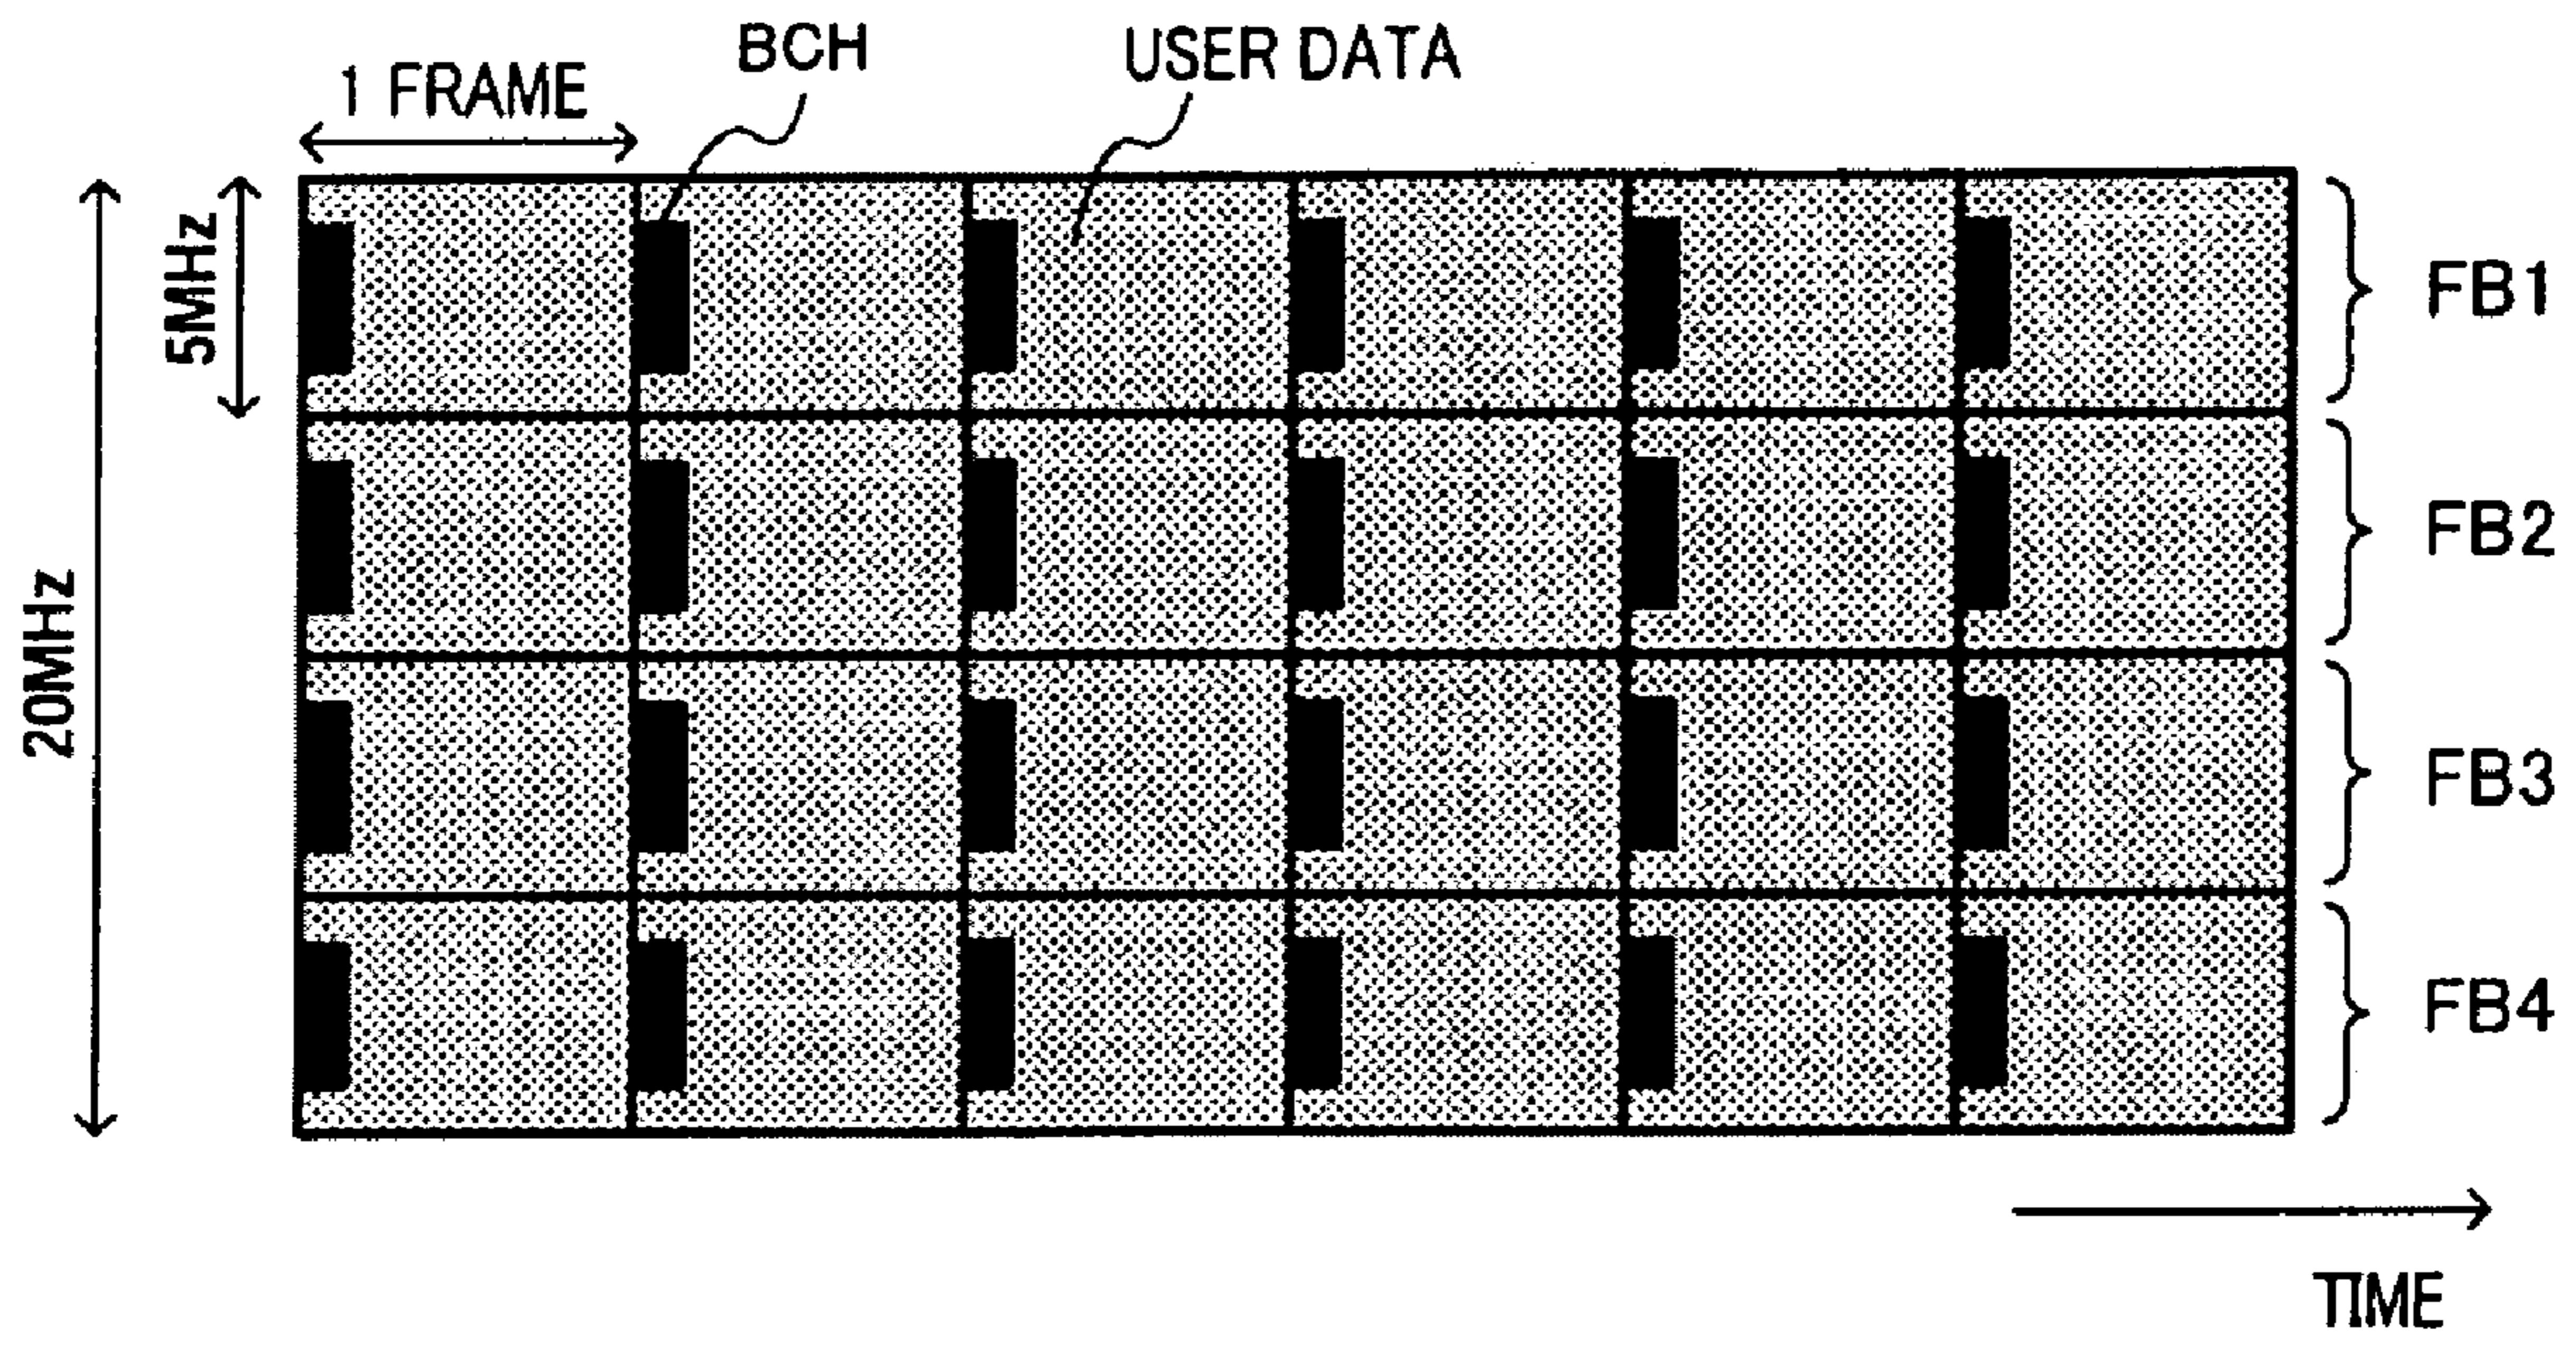 BCH
USER DATA
1 FRAME
5MHz
20MHz
FB1
FB2
FB3
FB4
TIME